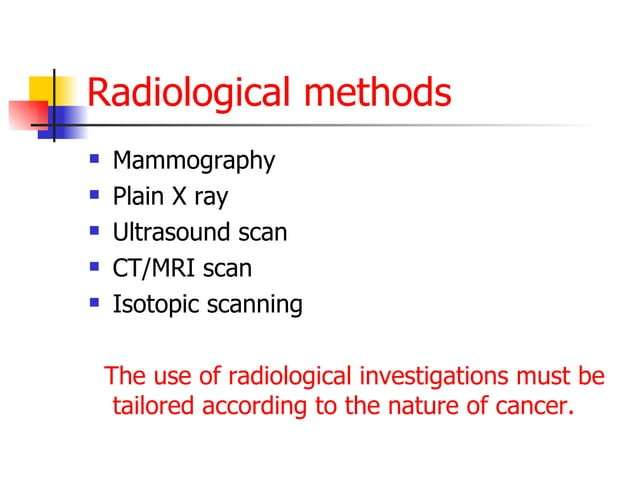 Radiological methods
Mammography
Plain X ray
Ultrasound scan
CT/MRI scan
Isotopic scanning
The use of radiological investigations must be
tailored according to the nature of cancer.